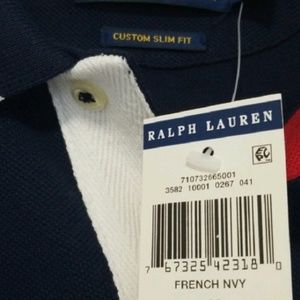 CUSTOM SLIM FIT
RALPH LAUREN
710732665001
3582 10001 0267 041
7 67325 42318 0
FRENCH NVY